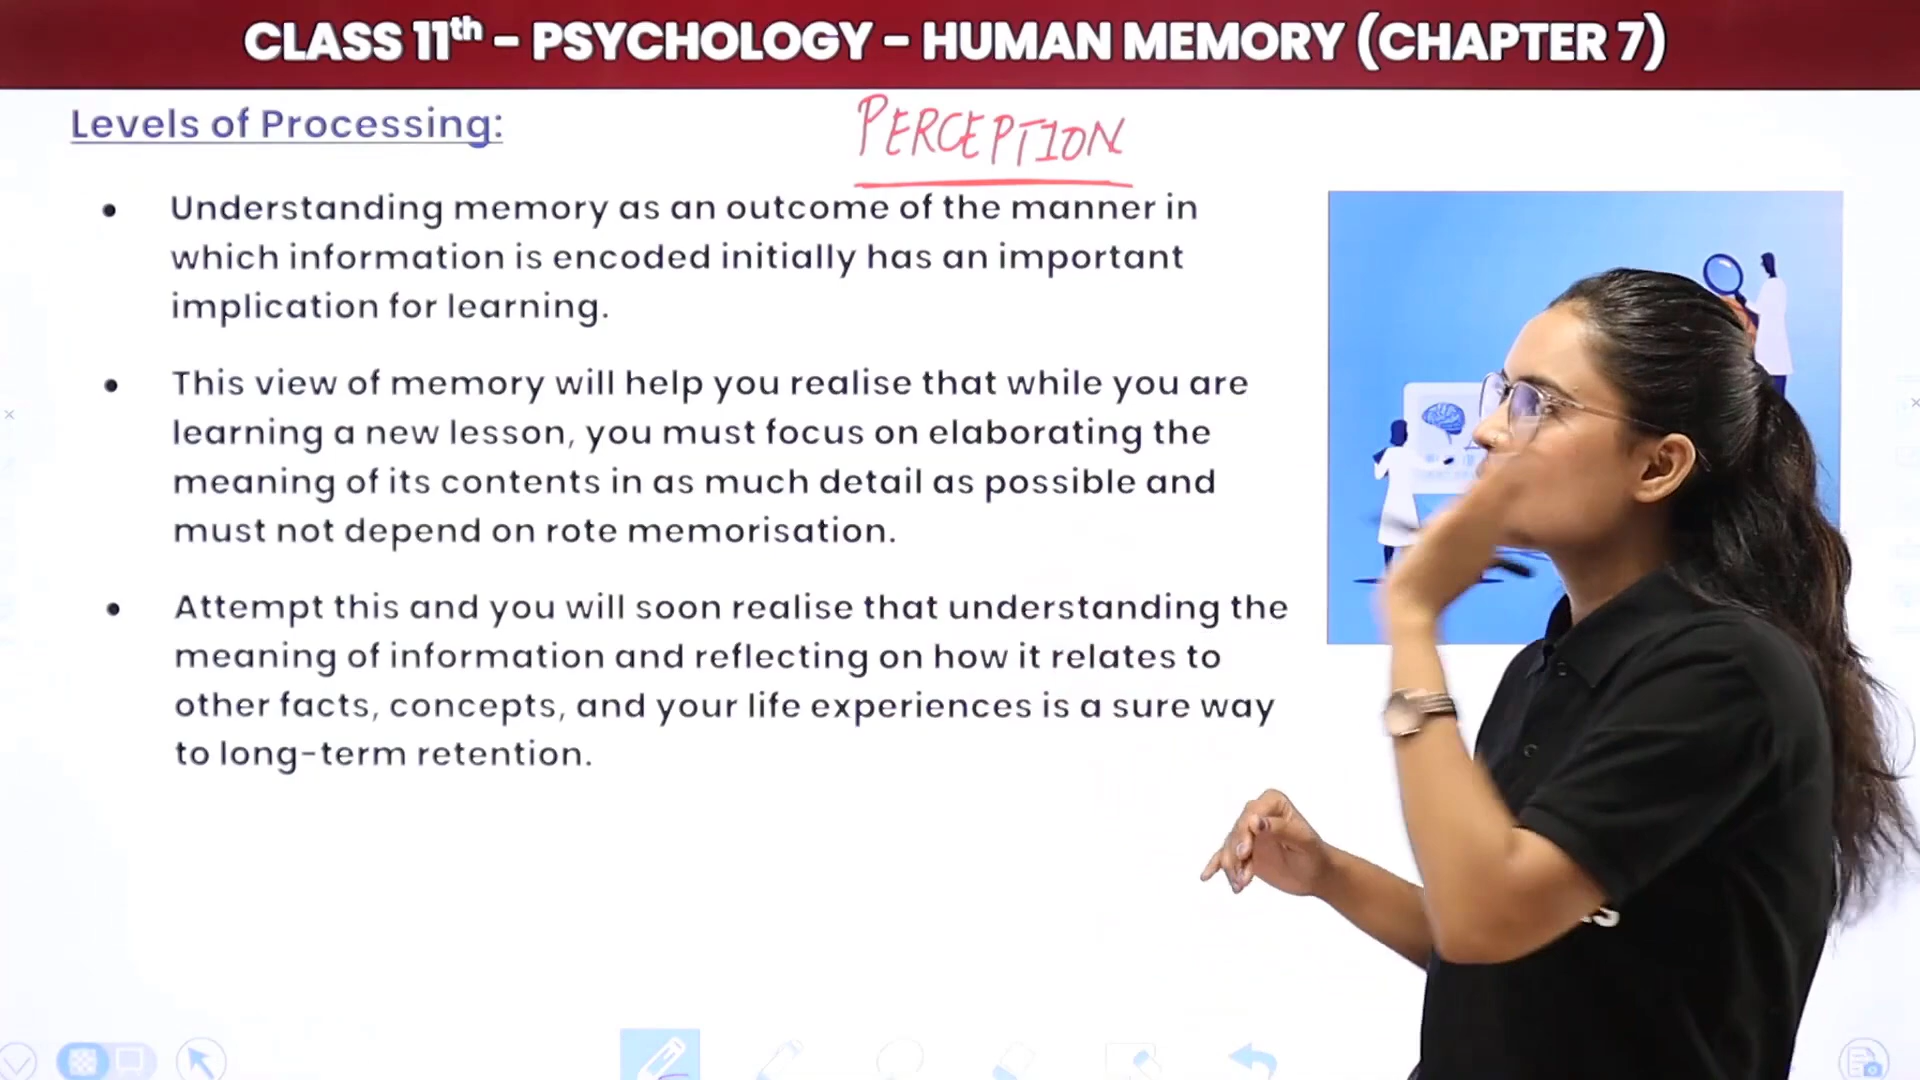 CLASS 11th - PSYCHOLOGY - HUMAN MEMORY (CHAPTER 7)
Levels of Processing:
PERCEPTION
• Understanding memory as an outcome of the manner in
which information is encoded initially has an important
implication for learning.
• This view of memory will help you realise that while you are
learning a new lesson, you must focus on elaborating the
meaning of its contents in as much detail as possible and
must not depend on rote memorisation.
• Attempt this and you will soon realise that understanding the
meaning of information and reflecting on how it relates to
other facts, concepts, and your life experiences is a sure way
to long-term retention.